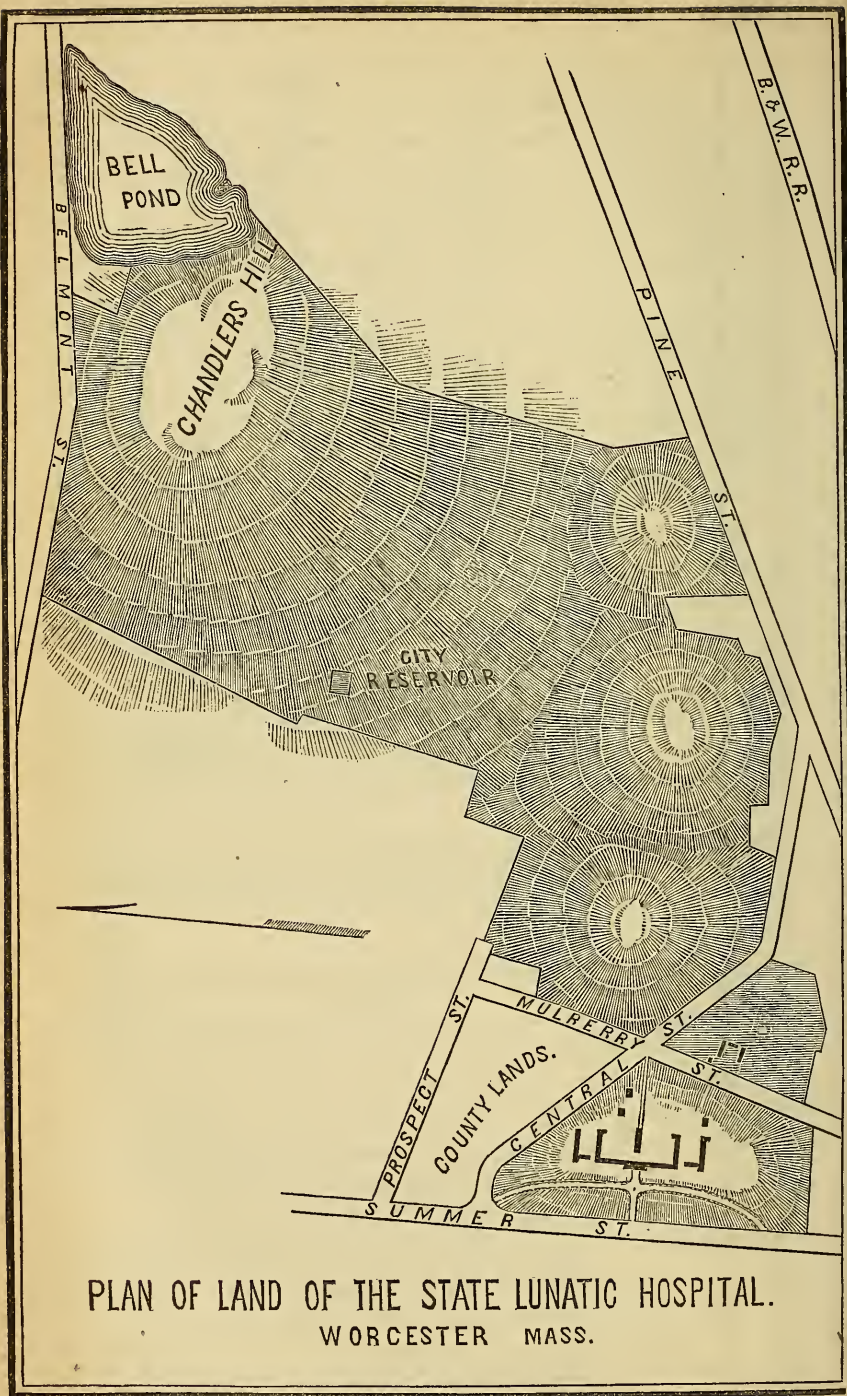 B. & W. R. R.
BELL
POND
BELMONT ST.
CHANDLERS HILL
PINE ST.
CITY
RESERVOIR
PROSPECT ST.
MULBERRY ST.
COUNTY LANDS.
CENTRAL ST.
SUMMER ST.
PLAN OF LAND OF THE STATE LUNATIC HOSPITAL.
WORCESTER MASS.